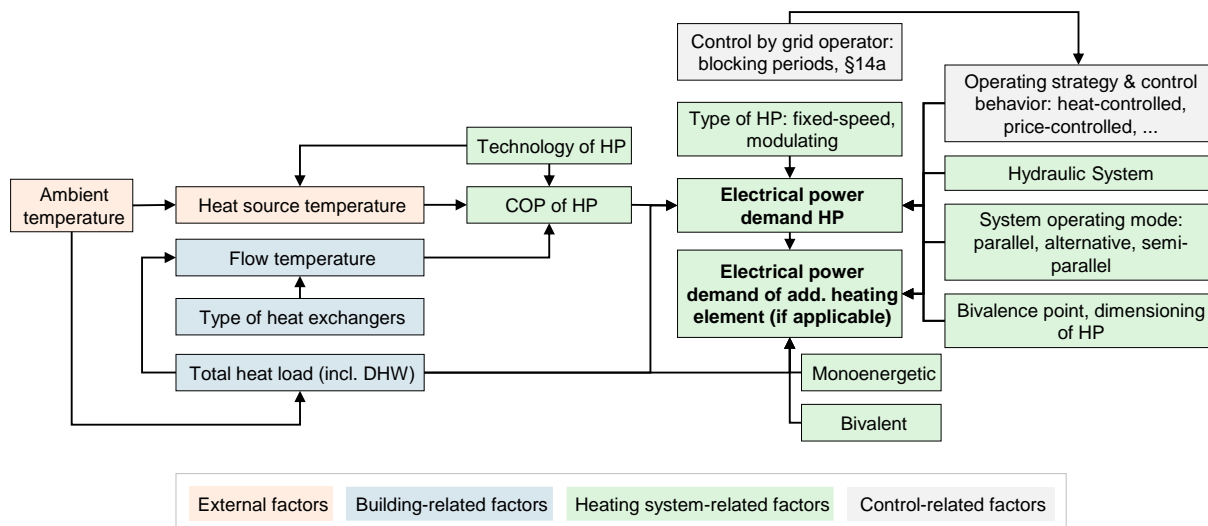 Control by grid operator:
blocking periods, §14a
Operating strategy & control
behavior: heat-controlled,
price-controlled, ...
Type of HP: fixed-speed,
modulating
Technology of HP
Hydraulic System
Ambient
temperature
Heat source temperature
COP of HP
Electrical power
demand HP
System operating mode:
parallel, alternative, semi-
parallel
Flow temperature
Electrical power
demand of add. heating
element (if applicable)
Type of heat exchangers
Bivalence point, dimensioning
of HP
Total heat load (incl. DHW)
Monoenergetic
Bivalent
External factors
Building-related factors
Heating system-related factors
Control-related factors